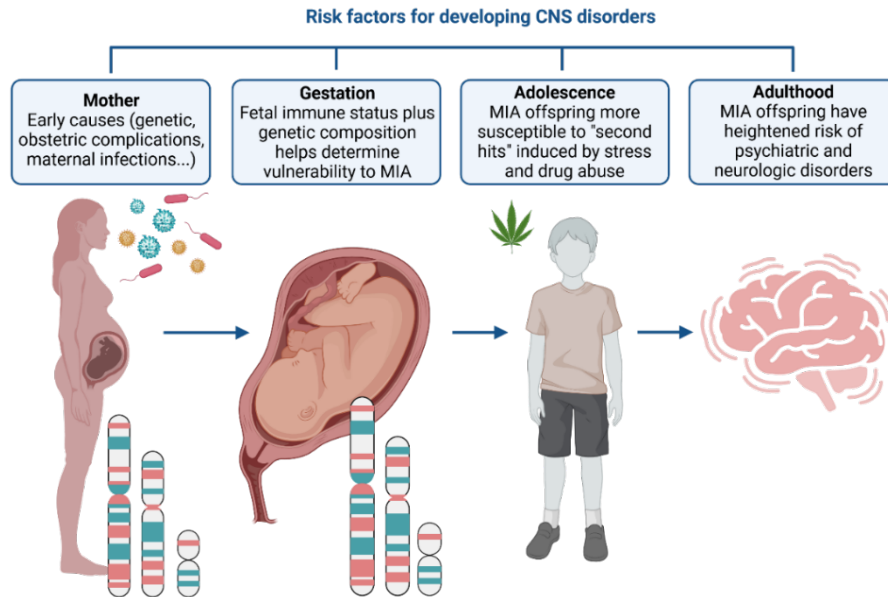 Risk factors for developing CNS disorders
Mother
Early causes (genetic,
obstetric complications,
maternal infections...)
Gestation
Fetal immune status plus
genetic composition
helps determine
vulnerability to MIA
Adolescence
MIA offspring more
susceptible to "second
hits" induced by stress
and drug abuse
Adulthood
MIA offspring have
heightened risk of
psychiatric and
neurologic disorders